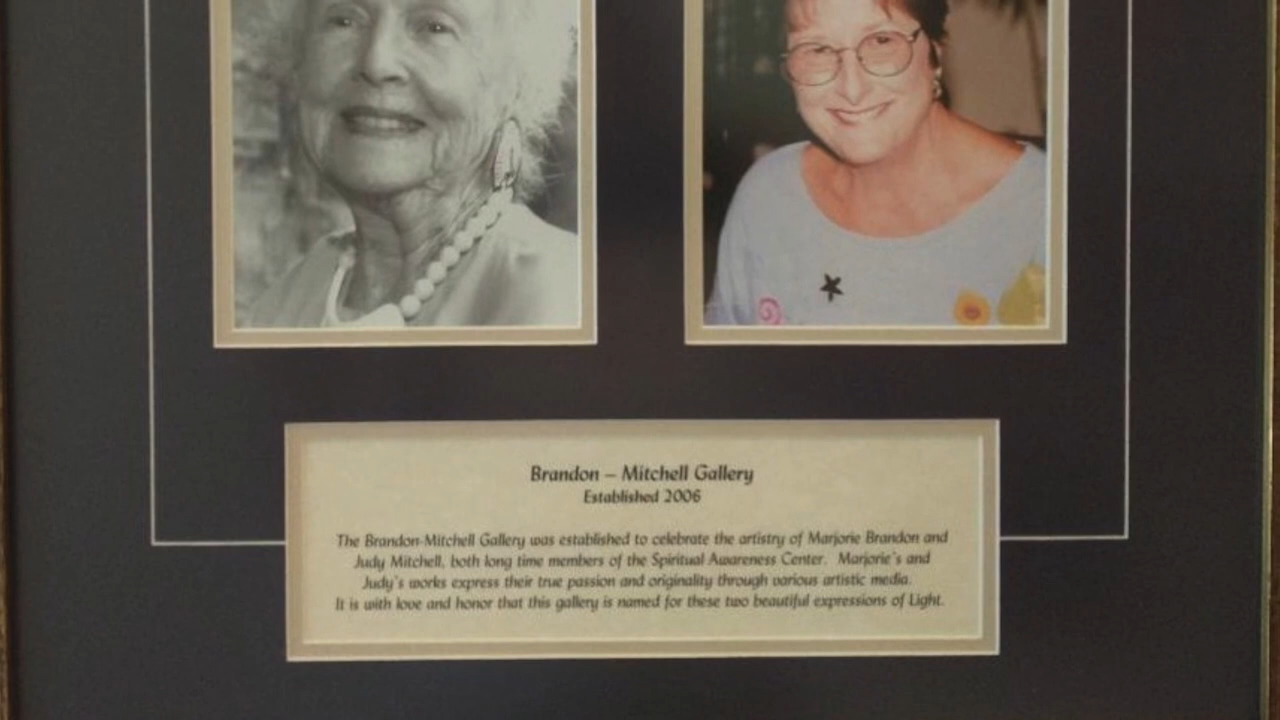 Brandon – Mitchell Gallery
Established 2006
The Brandon-Mitchell Gallery was established to celebrate the artistry of Marjorie Brandon and
Judy Mitchell, both long time members of the Spiritual Awareness Center. Marjorie's and
Judy's works express their true passion and originality through various artistic media.
It is with love and honor that this gallery is named for these two beautiful expressions of Light.